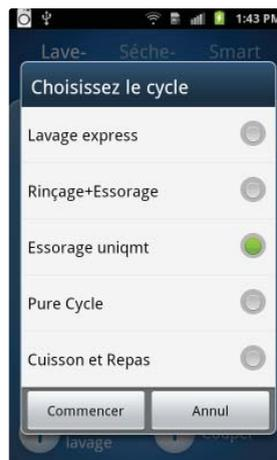 1:43 PM
Lave- Séche- Smart
Choisissez le cycle
Lavage express
Rinçage+Essorage
Essorage uniqmt
Pure Cycle
Cuisson et Repas
Commencer Annul
lavage Couper